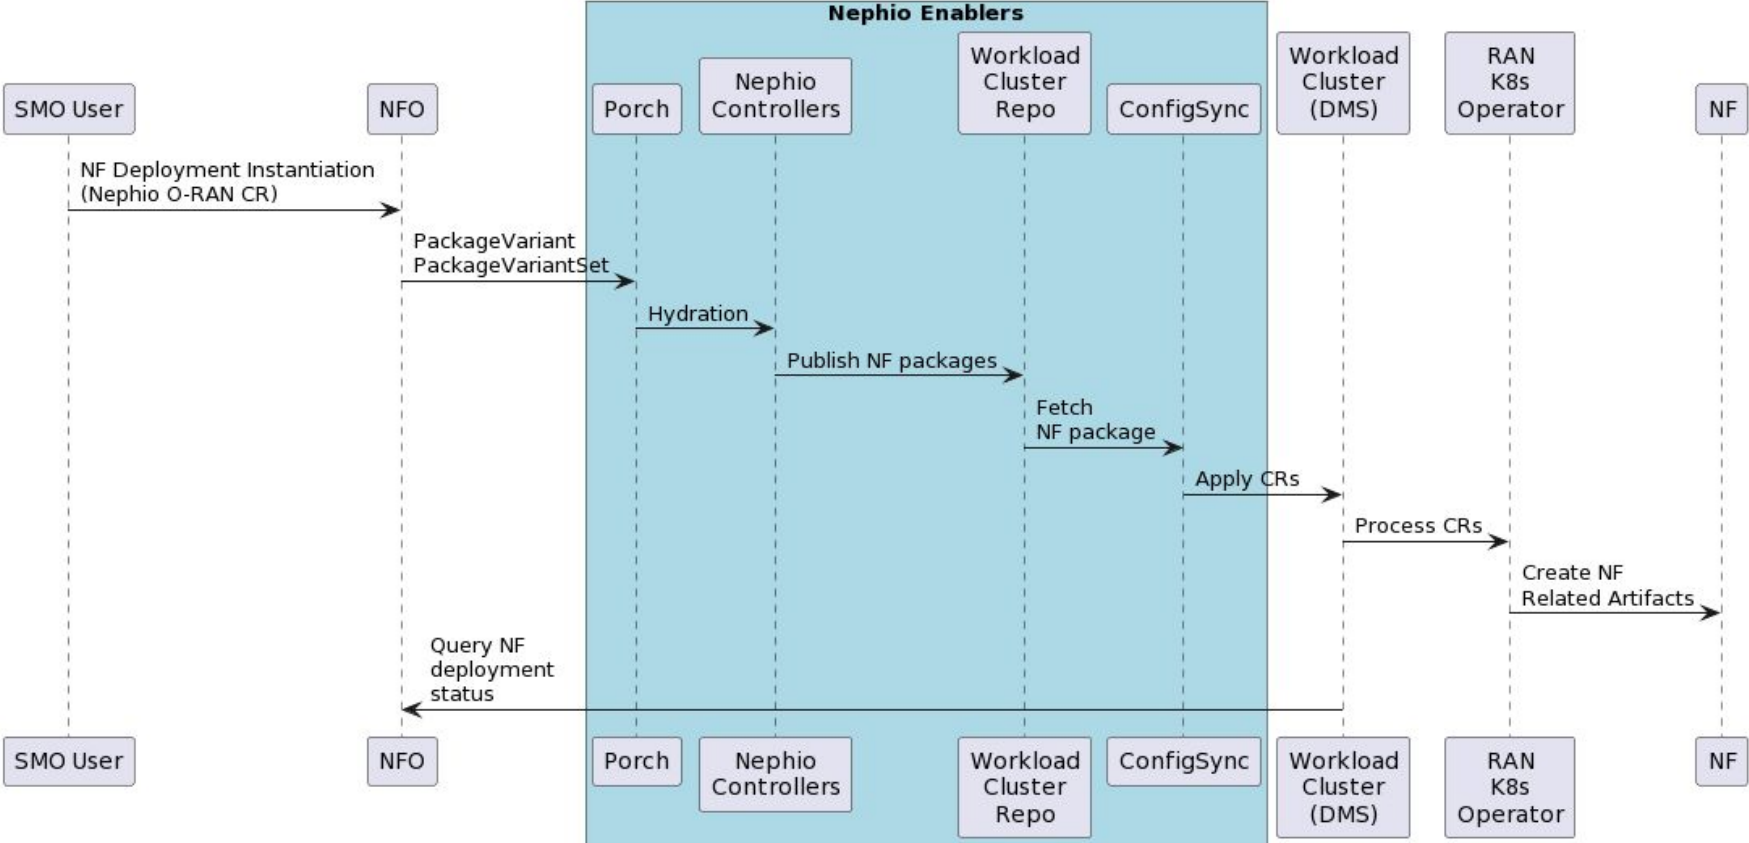 Nephio Enablers
SMO User
NFO
Porch
Nephio
Controllers
Workload
Cluster
Repo
ConfigSync
Workload
Cluster
(DMS)
RAN
K8s
Operator
NF
NF Deployment Instantiation
(Nephio O-RAN CR)
PackageVariant
PackageVariantSet
Hydration
Publish NF packages
Fetch
NF package
Apply CRs
Process CRs
Create NF
Related Artifacts
Query NF
deployment
status
SMO User
NFO
Porch
Nephio
Controllers
Workload
Cluster
Repo
ConfigSync
Workload
Cluster
(DMS)
RAN
K8s
Operator
NF